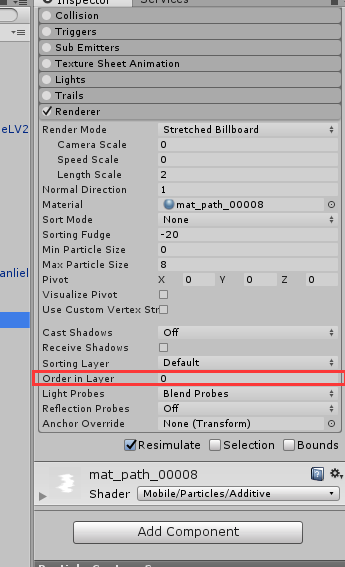 Inspector
Services
Collision
Triggers
Sub Emitters
Texture Sheet Animation
Lights
Trails
Renderer
Render Mode Stretched Billboard
Camera Scale 0
Speed Scale 0
Length Scale 2
Normal Direction 1
Material mat_path_00008
Sort Mode None
Sorting Fudge -20
Min Particle Size 0
Max Particle Size 8
Pivot X 0 Y 0 Z 0
Visualize Pivot
Use Custom Vertex Str
Cast Shadows Off
Receive Shadows
Sorting Layer Default
Order in Layer 0
Light Probes Blend Probes
Reflection Probes Off
Anchor Override None (Transform)
Resimulate Selection Bounds
mat_path_00008
Shader Mobile/Particles/Additive
Add Component
eLV2
anliel